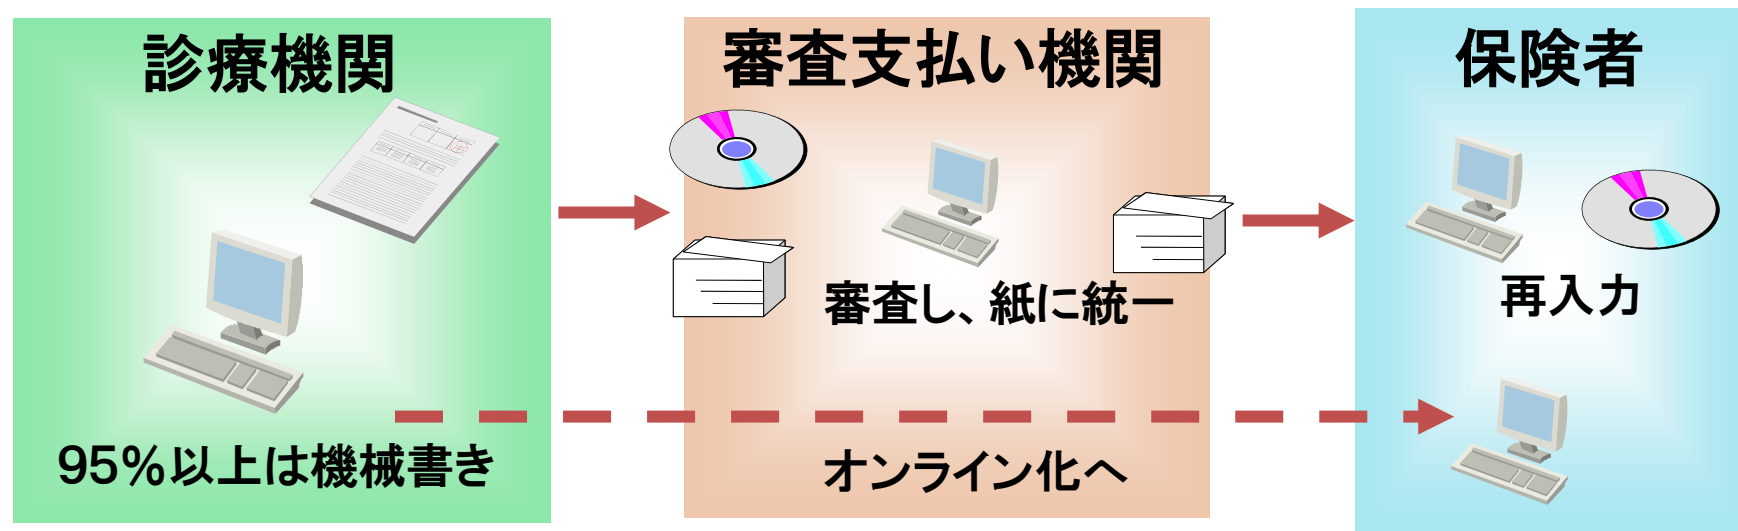 診療機関
審査支払い機関
保険者
審査し、紙に統一
再入力
95%以上は機械書き
オンライン化へ